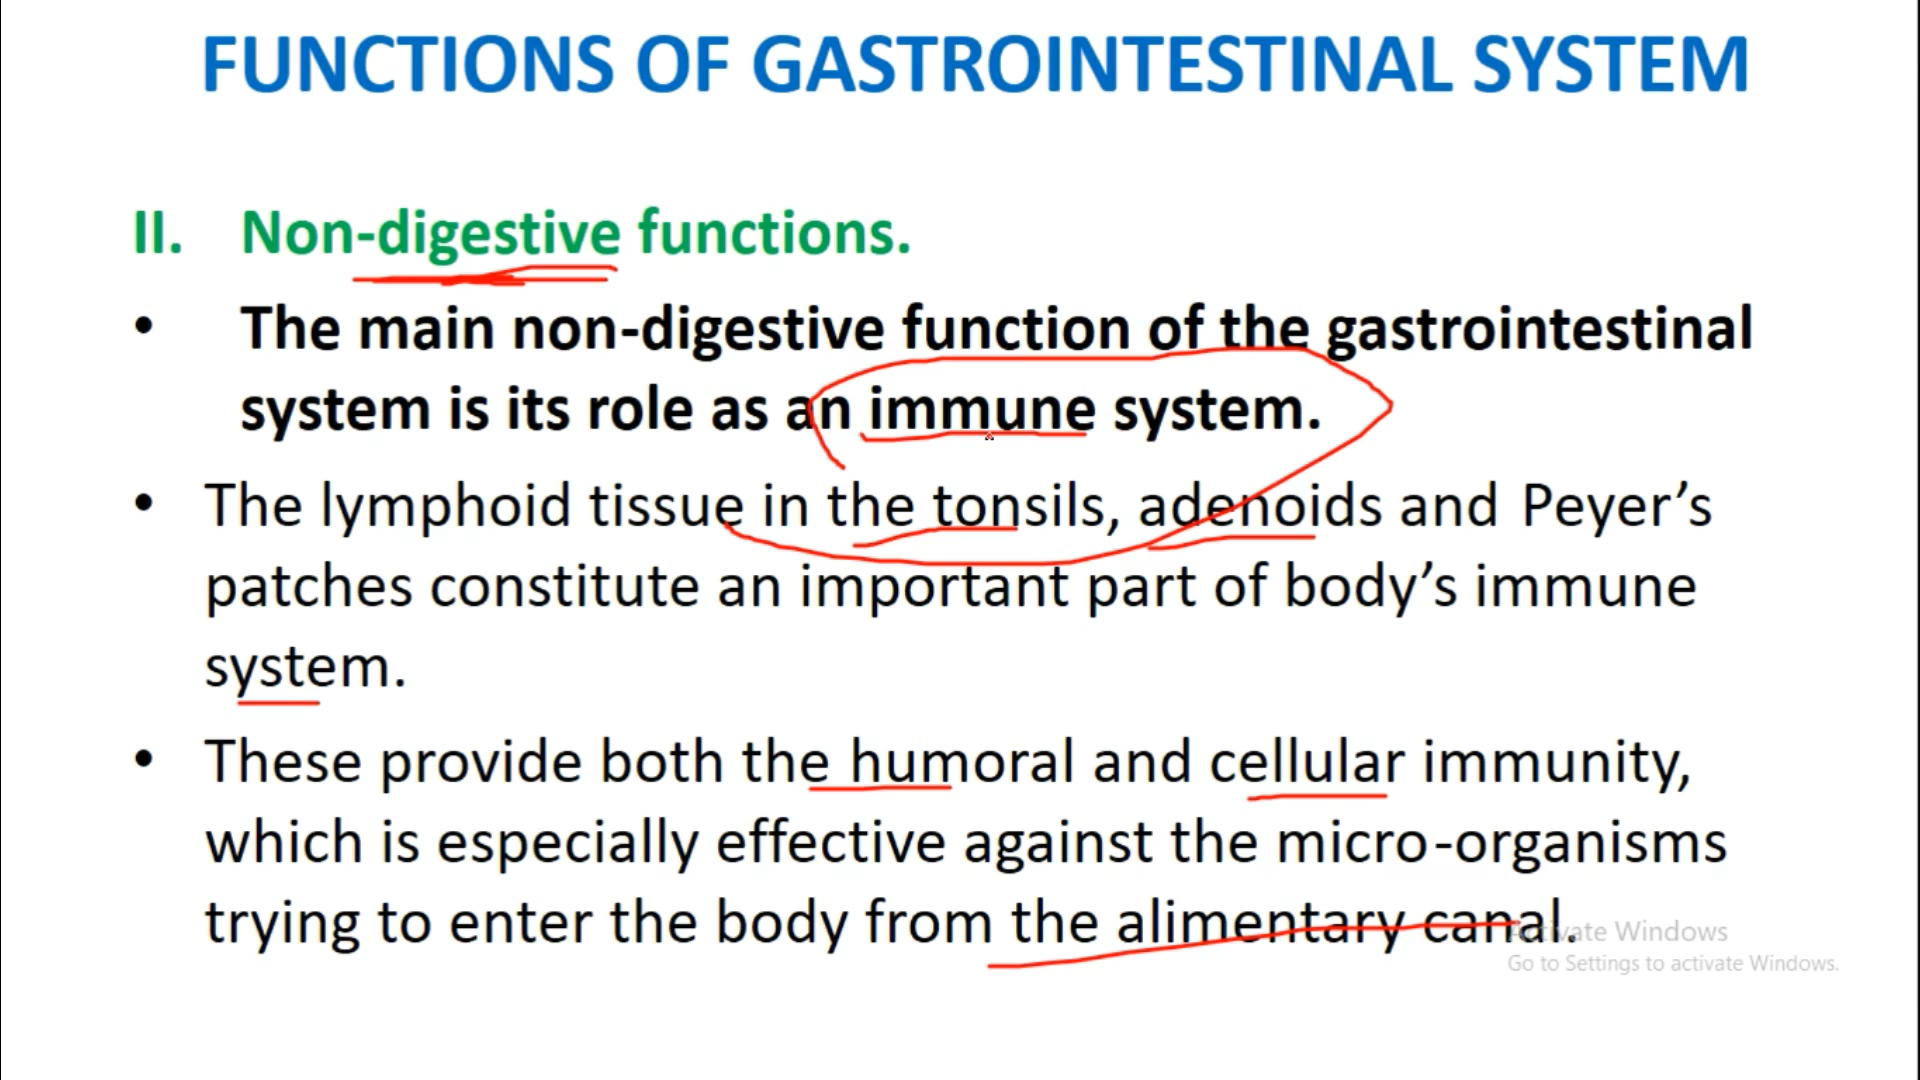 FUNCTIONS OF GASTROINTESTINAL SYSTEM
II. Non-digestive functions.
• The main non-digestive function of the gastrointestinal
system is its role as an immune system.
• The lymphoid tissue in the tonsils, adenoids and Peyer’s
patches constitute an important part of body’s immune
system.
• These provide both the humoral and cellular immunity,
which is especially effective against the micro-organisms
trying to enter the body from the alimentary canal.
Activate Windows
Go to Settings to activate Windows.